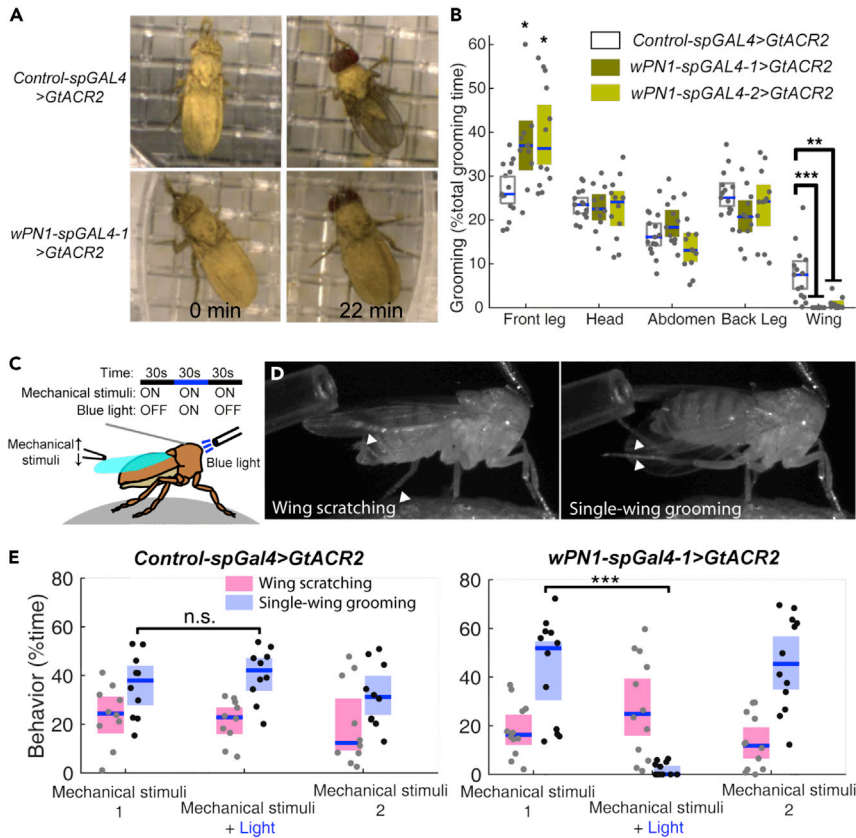 A
Control-spGAL4
>GtACR2
wPN1-spGAL4-1
>GtACR2
0 min
22 min
B
Control-spGAL4>GtACR2
wPN1-spGAL4-1>GtACR2
wPN1-spGAL4-2>GtACR2
Grooming (%total grooming time)
60
50
40
30
20
10
0
*
*
**
***
Front leg
Head
Abdomen
Back Leg
Wing
C
Time: 30s 30s 30s
Mechanical stimuli: ON ON ON
Blue light: OFF ON OFF
Mechanical
stimuli
Blue light
D
Wing scratching
Single-wing grooming
E
Control-spGal4>GtACR2
Behavior (%time)
80
60
40
20
0
Wing scratching
Single-wing grooming
n.s.
Mechanical stimuli
1
Mechanical stimuli
+ Light
Mechanical stimuli
2
wPN1-spGal4-1>GtACR2
80
60
40
20
0
***
Mechanical stimuli
1
Mechanical stimuli
+ Light
Mechanical stimuli
2